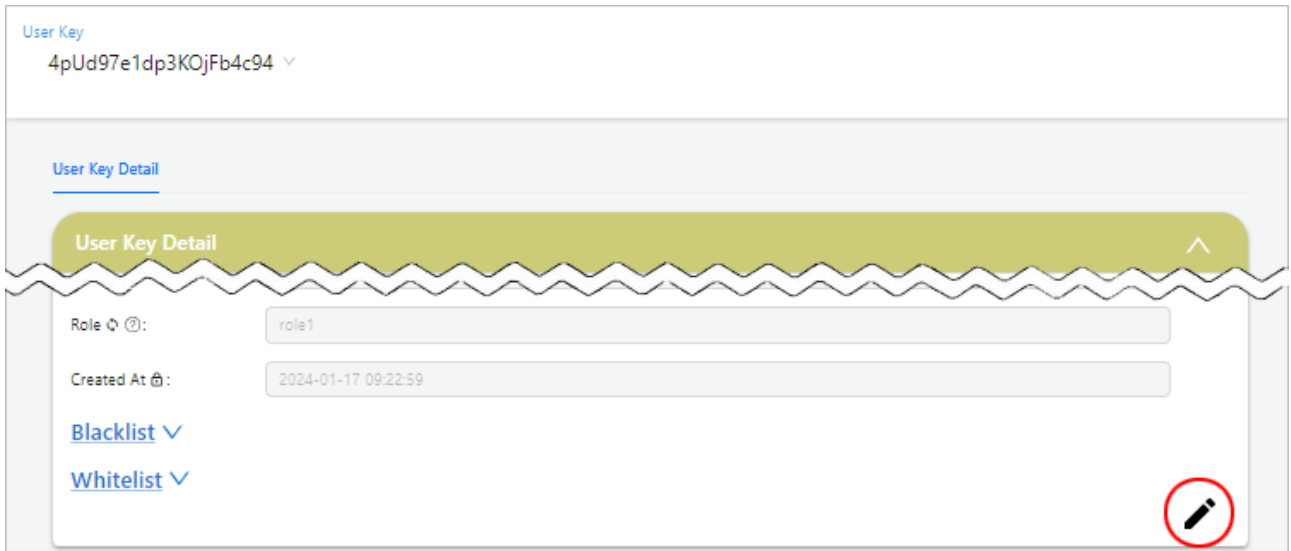 User Key
4pUd97e1dp3KOjFb4c94
User Key Detail
User Key Detail
Role :
role1
Created At :
2024-01-17 09:22:59
Blacklist
Whitelist